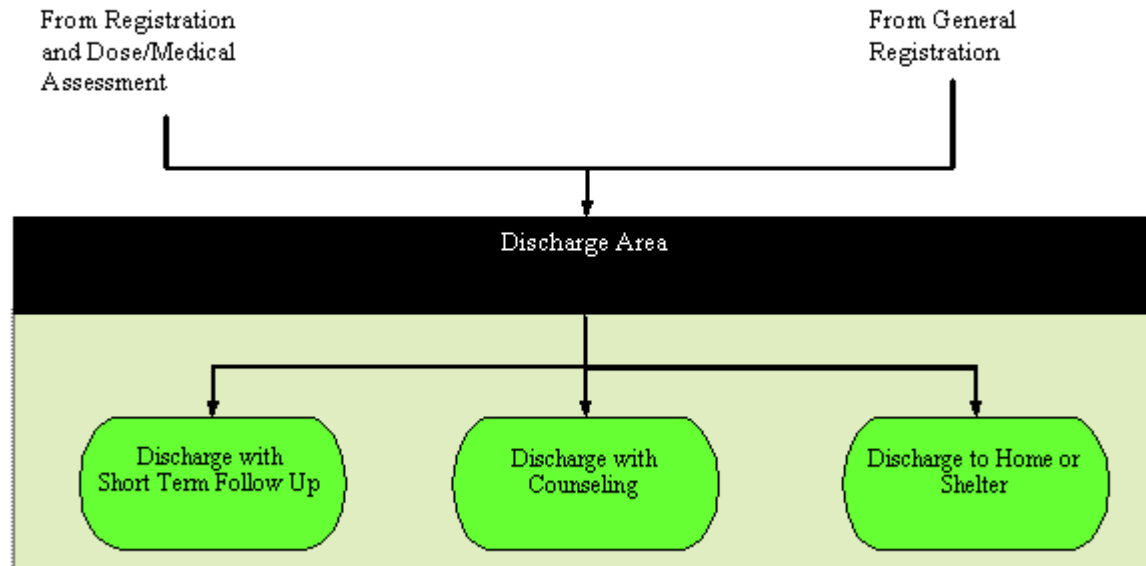 From Registration
and Dose/Medical
Assessment
From General
Registration
Discharge Area
Discharge with
Short Term Follow Up
Discharge with
Counseling
Discharge to Home or
Shelter